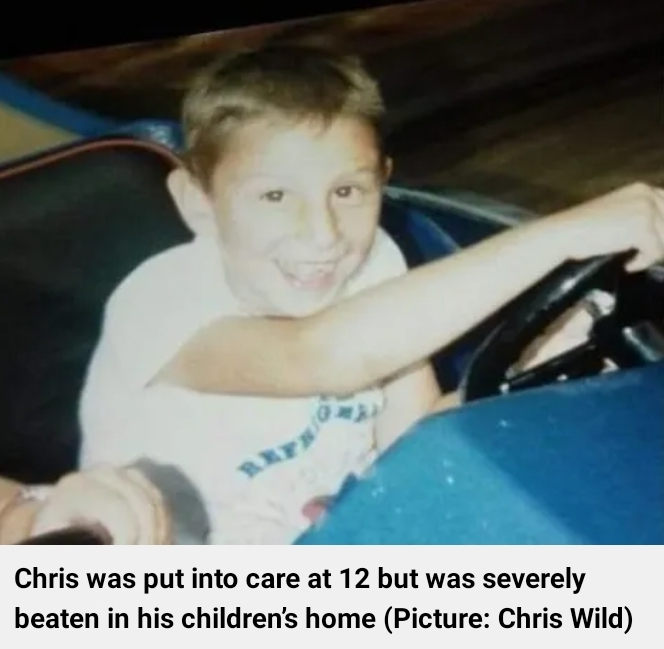 Chris was put into care at 12 but was severely
beaten in his children's home (Picture: Chris Wild)